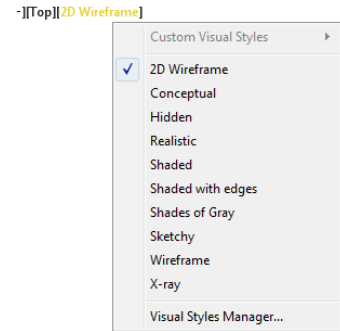 -][Top][2D Wireframe]
Custom Visual Styles
2D Wireframe
Conceptual
Hidden
Realistic
Shaded
Shaded with edges
Shades of Gray
Sketchy
Wireframe
X-ray
Visual Styles Manager...